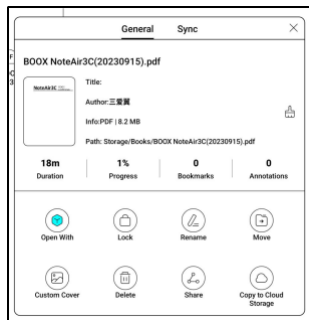 General Sync
BOOX NoteAir3C(20230915).pdf
Title:
Author:三萱翼
Info:PDF | 8.2 MB
Path: Storage/Books/BOOX NoteAir3C(20230915).pdf
18m 1% 0 0
Duration Progress Bookmarks Annotations
Open With Lock Rename Move
Custom Cover Delete Share Copy to Cloud
Storage